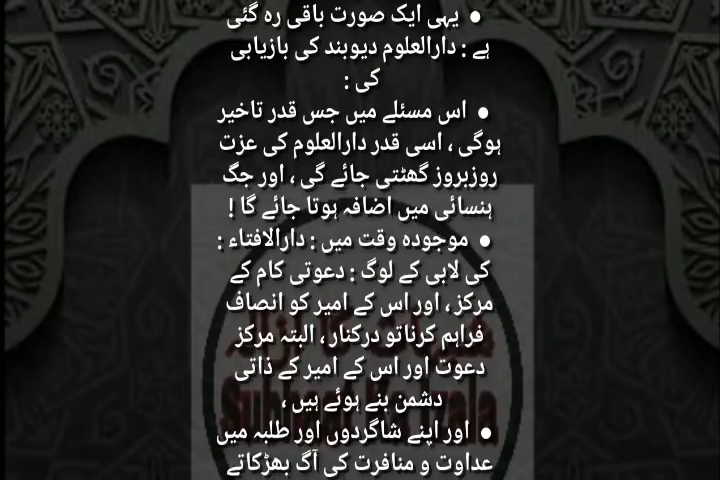 ● یہی ایک صورت باقی رہ گئی
ہے : دارالعلوم دیوبند کی بازیابی
کی :
● اس مسئلے میں جس قدر تاخیر
ہوگی ، اسی قدر دارالعلوم کی عزت
روزبروز گھٹتی جائے گی ، اور جگ
ہنسائی میں اضافہ ہوتا جائے گا !
● موجودہ وقت میں : دارالافتاء :
کی لابی کے لوگ : دعوتی کام کے
مرکز ، اور اس کے امیر کو انصاف
فراہم کرناتو درکنار ، البتہ مرکز
دعوت اور اس کے امیر کے ذاتی
دشمن بنے ہوئے ہیں ،
● اور اپنے شاگردوں اور طلبہ میں
عداوت و منافرت کی آگ بھڑکاتے